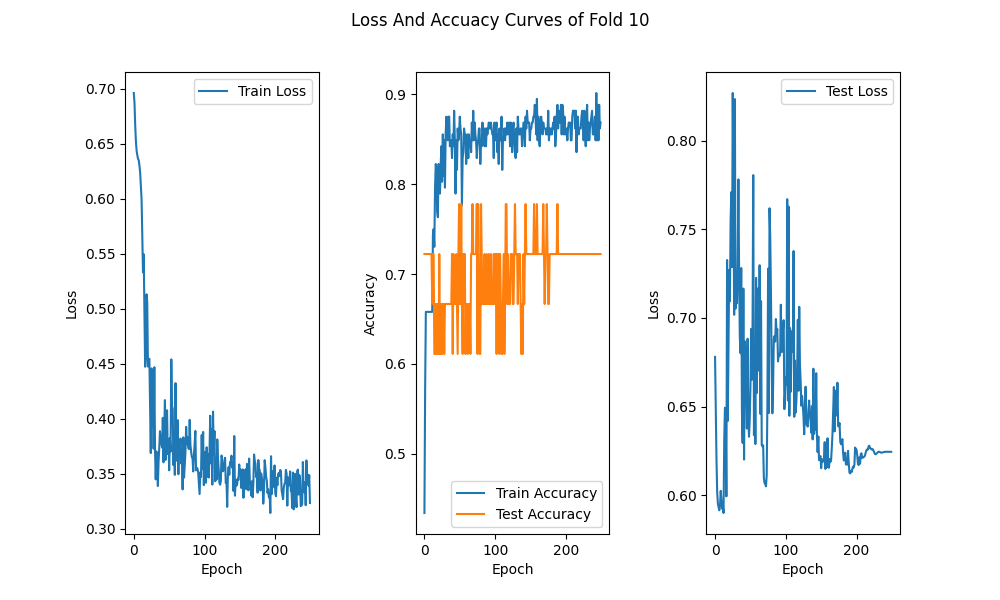 Loss And Accuacy Curves of Fold 10
Train Loss
0.70
0.65
0.60
0.55
0.50
0.45
0.40
0.35
0.30
Loss
0
100
200
Epoch
0.9
0.8
0.7
0.6
0.5
Accuracy
Train Accuracy
Test Accuracy
0
100
200
Epoch
Test Loss
0.80
0.75
0.70
0.65
0.60
Loss
0
100
200
Epoch